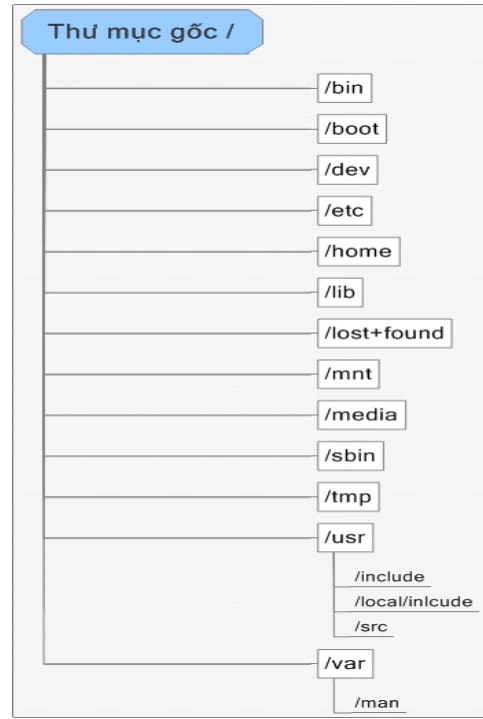 Thư mục gốc /
/bin
/boot
/dev
/etc
/home
/lib
/lost+found
/mnt
/media
/sbin
/tmp
/usr
/include
/local/inlcude
/src
/var
/man